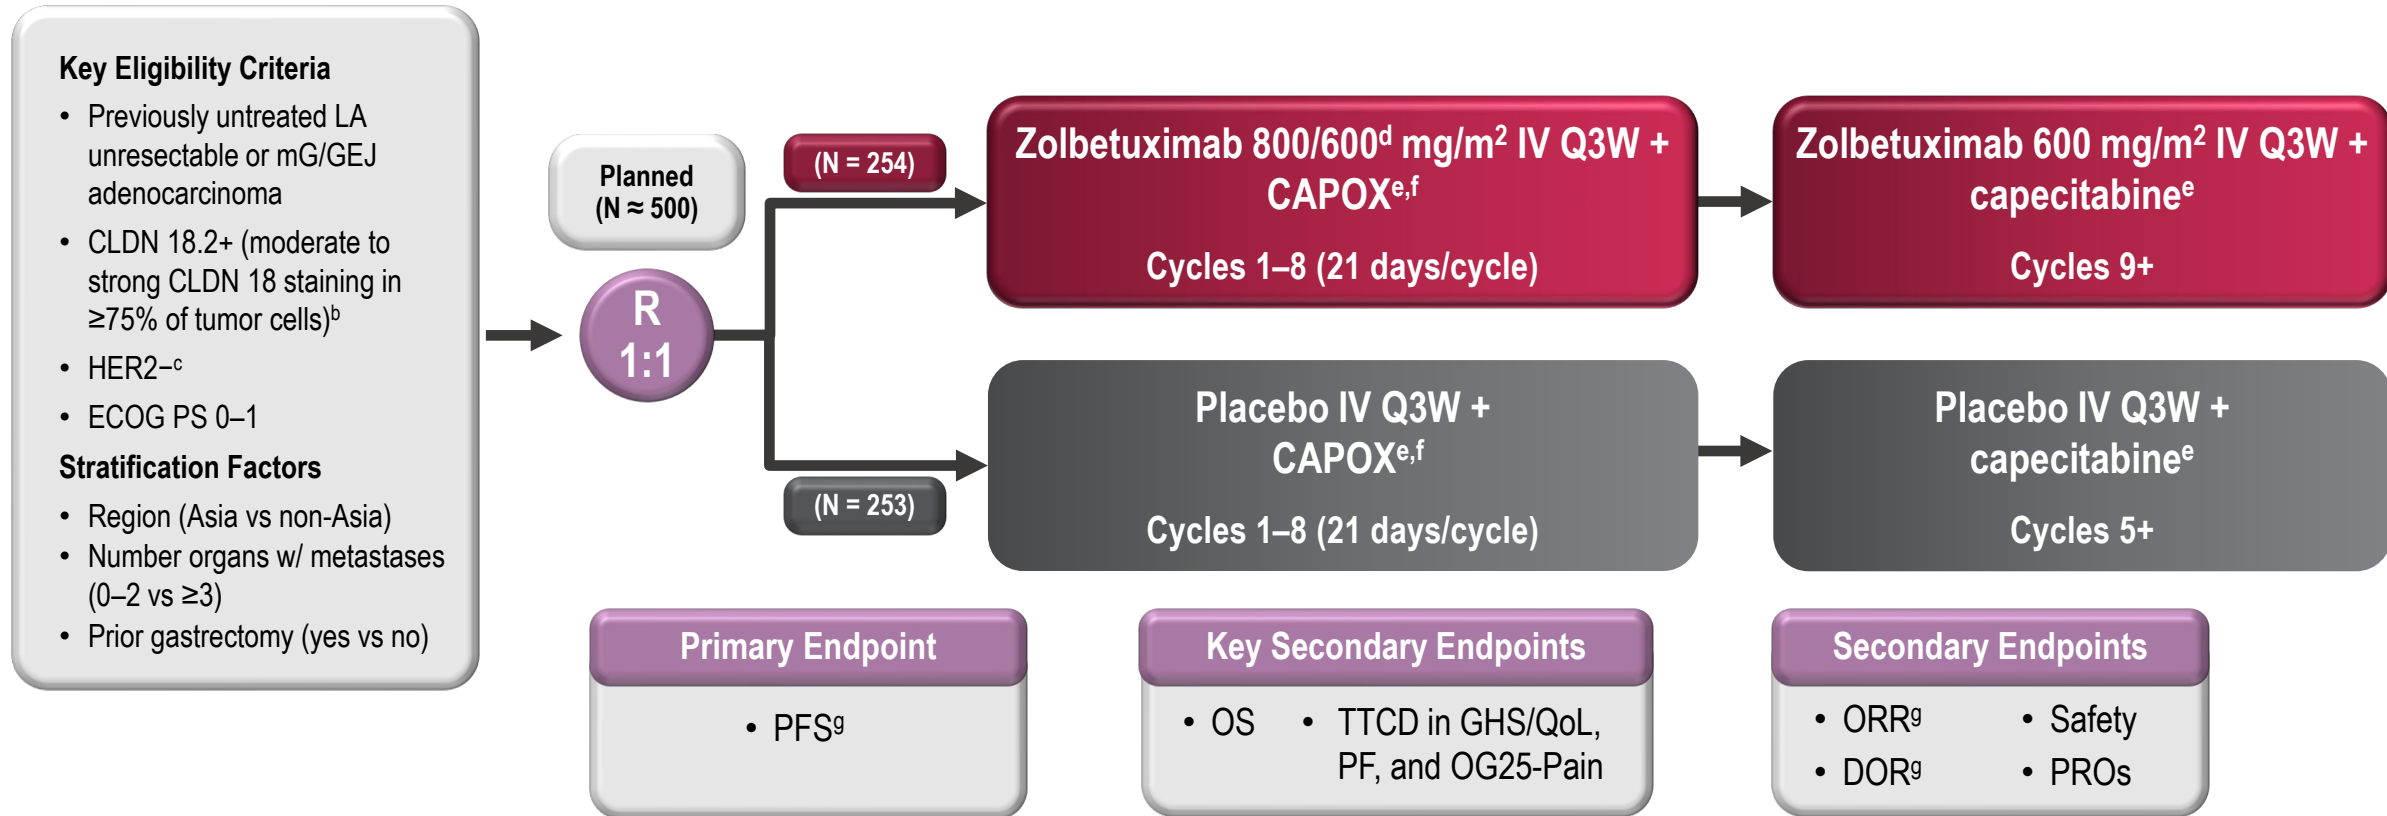 Key Eligibility Criteria
• Previously untreated LA
unresectable or mG/GEJ
adenocarcinoma
• CLDN 18.2+ (moderate to
strong CLDN 18 staining in
≥75% of tumor cells)ᵇ
• HER2−ᶜ
• ECOG PS 0–1
Stratification Factors
• Region (Asia vs non-Asia)
• Number organs w/ metastases
(0–2 vs ≥3)
• Prior gastrectomy (yes vs no)
Planned
(N ≈ 500)
R
1:1
(N = 254)
Zolbetuximab 800/600ᵈ mg/m² IV Q3W +
CAPOXᵉ,ᶠ
Cycles 1–8 (21 days/cycle)
Zolbetuximab 600 mg/m² IV Q3W +
capecitabineᵉ
Cycles 9+
(N = 253)
Placebo IV Q3W +
CAPOXᵉ,ᶠ
Cycles 1–8 (21 days/cycle)
Placebo IV Q3W +
capecitabineᵉ
Cycles 5+
Primary Endpoint
• PFSᵍ
Key Secondary Endpoints
• OS
• TTCD in GHS/QoL,
PF, and OG25-Pain
Secondary Endpoints
• ORRᵍ
• DORᵍ
• Safety
• PROs